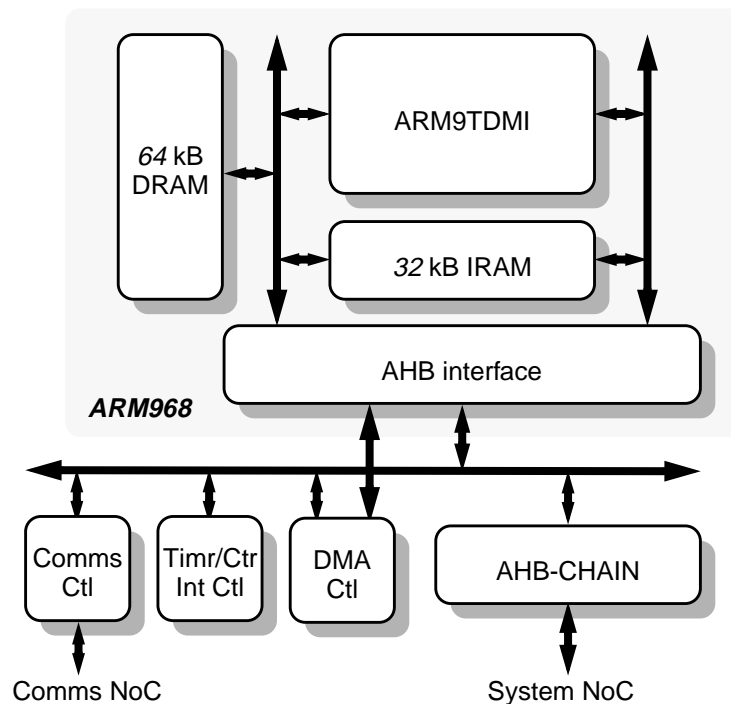 ARM9TDMI
64 kB
DRAM
32 kB IRAM
AHB interface
ARM968
Comms
Ctl
Timr/Ctr
Int Ctl
DMA
Ctl
AHB-CHAIN
Comms NoC
System NoC